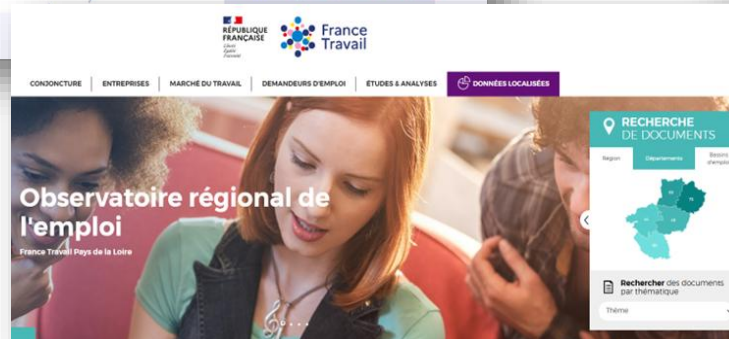 RÉPUBLIQUE
FRANÇAISE
Liberté
Égalité
Fraternité
France
Travail
CONJONCTURE
ENTREPRISES
MARCHÉ DU TRAVAIL
DEMANDEURS D'EMPLOI
ÉTUDES & ANALYSES
DONNÉES LOCALISÉES
Observatoire régional de
l'emploi
France Travail Pays de la Loire
RECHERCHE
DE DOCUMENTS
Région
Départements
Bassins
d'emploi
Rechercher des documents
par thématique
Thème